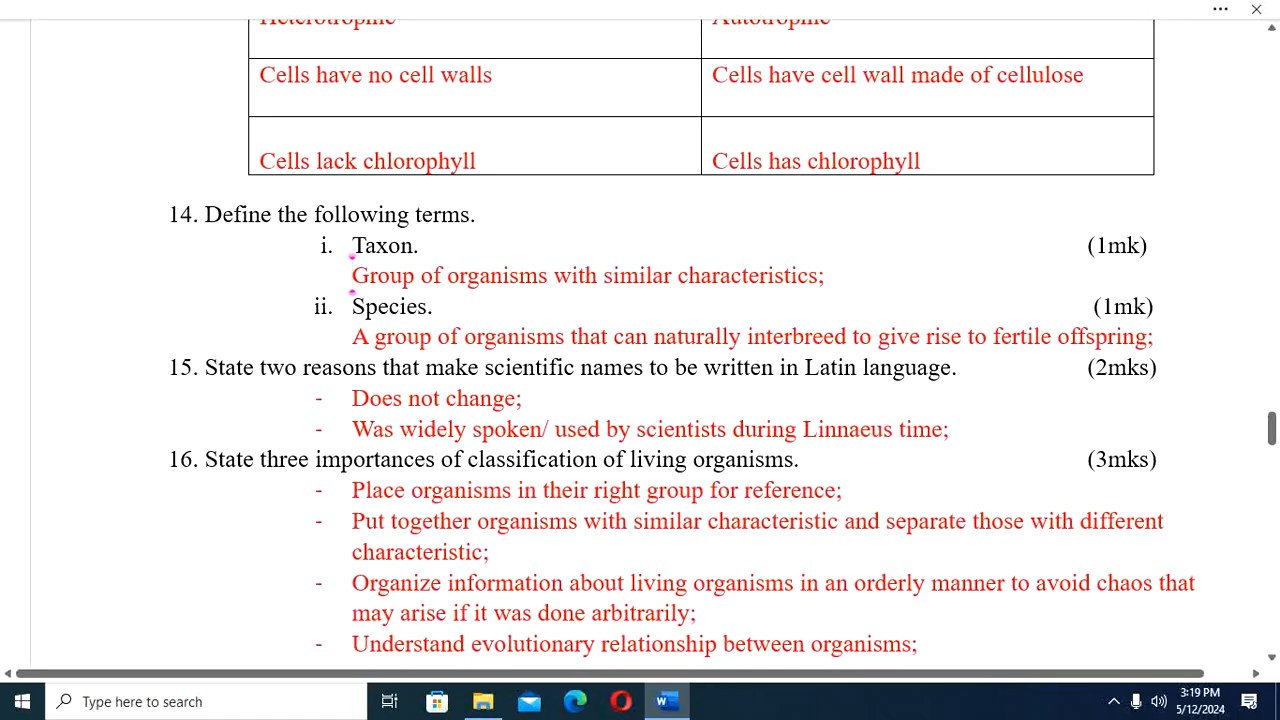 Heterotrophic Autotrophic
Cells have no cell walls Cells have cell wall made of cellulose
Cells lack chlorophyll Cells has chlorophyll
14. Define the following terms.
i. Taxon. (1mk)
Group of organisms with similar characteristics;
ii. Species. (1mk)
A group of organisms that can naturally interbreed to give rise to fertile offspring;
15. State two reasons that make scientific names to be written in Latin language. (2mks)
- Does not change;
- Was widely spoken/ used by scientists during Linnaeus time;
16. State three importances of classification of living organisms. (3mks)
- Place organisms in their right group for reference;
- Put together organisms with similar characteristic and separate those with different
characteristic;
- Organize information about living organisms in an orderly manner to avoid chaos that
may arise if it was done arbitrarily;
- Understand evolutionary relationship between organisms;
Type here to search
3:19 PM
5/12/2024